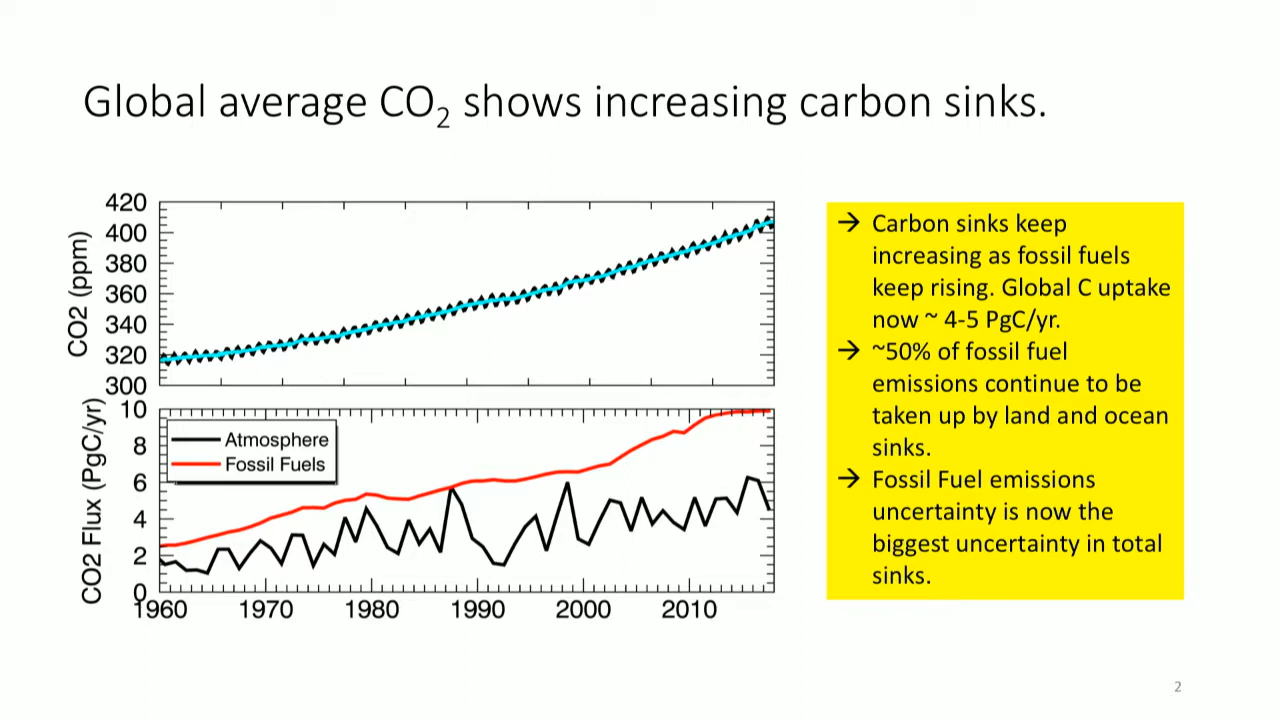 Global average CO₂ shows increasing carbon sinks.
420
400
380
360
340
320
300
CO2 (ppm)
10
8
6
4
2
0
CO2 Flux (PgC/yr)
Atmosphere
Fossil Fuels
1960 1970 1980 1990 2000 2010
→ Carbon sinks keep
increasing as fossil fuels
keep rising. Global C uptake
now ~ 4-5 PgC/yr.
→ ~50% of fossil fuel
emissions continue to be
taken up by land and ocean
sinks.
→ Fossil Fuel emissions
uncertainty is now the
biggest uncertainty in total
sinks.
2